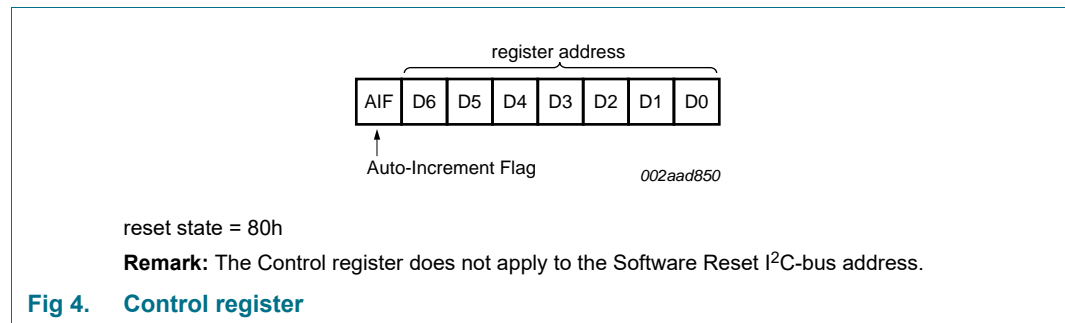 register address
AIF D6 D5 D4 D3 D2 D1 D0
Auto-Increment Flag
002aad850
reset state = 80h
Remark: The Control register does not apply to the Software Reset I²C-bus address.
Fig 4. Control register